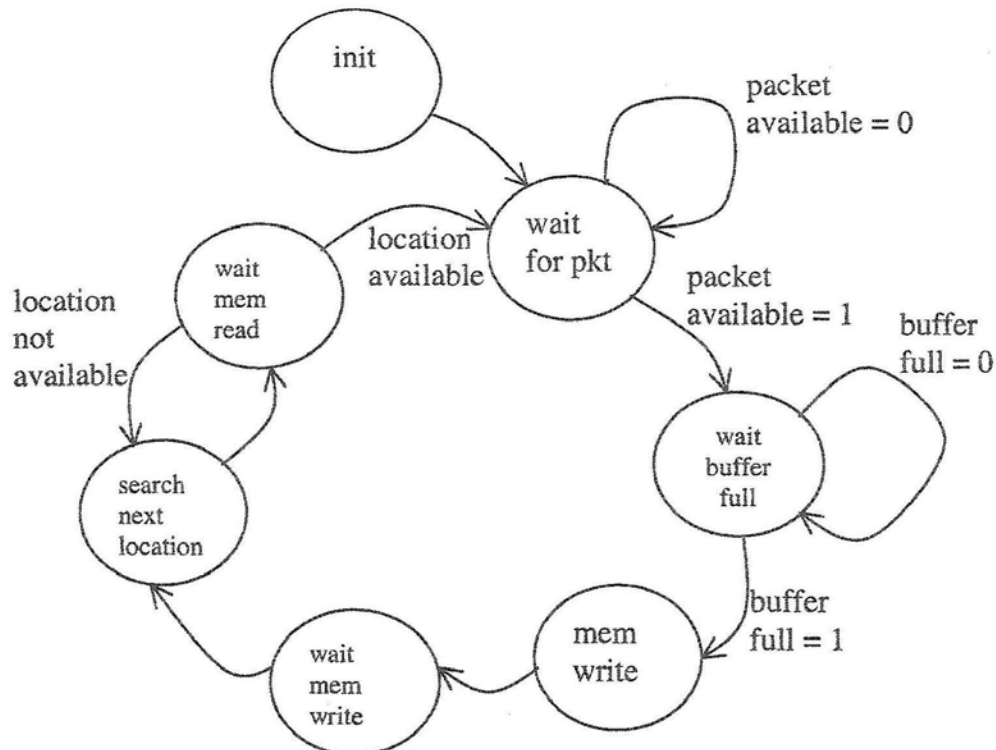 init
packet
available = 0
wait
for pkt
location
available
wait
mem
read
location
not
available
packet
available = 1
buffer
full = 0
wait
buffer
full
search
next
location
buffer
full = 1
mem
write
wait
mem
write